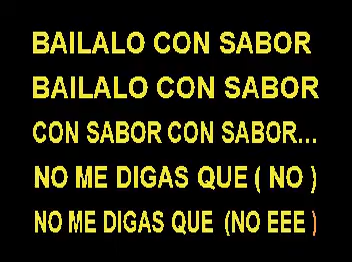 BAILALO CON SABOR
BAILALO CON SABOR
CON SABOR CON SABOR...
NO ME DIGAS QUE ( NO )
NO ME DIGAS QUE (NO EEE )